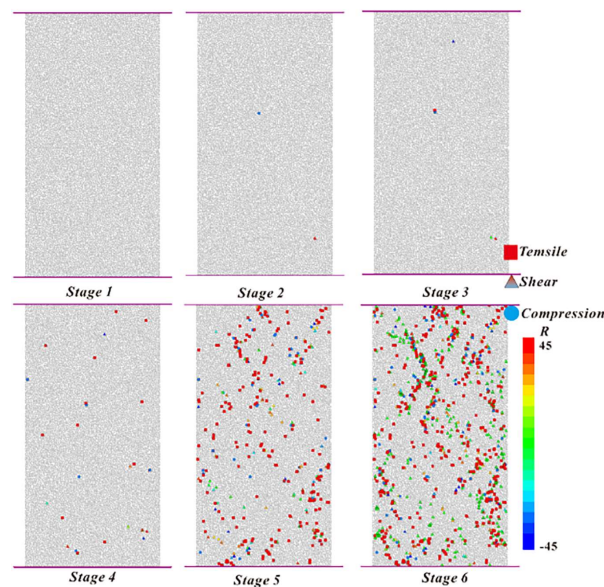 Stage 1
Stage 2
Stage 3
Temsile
Shear
Compression
R
45
-45
Stage 4
Stage 5
Stage 6